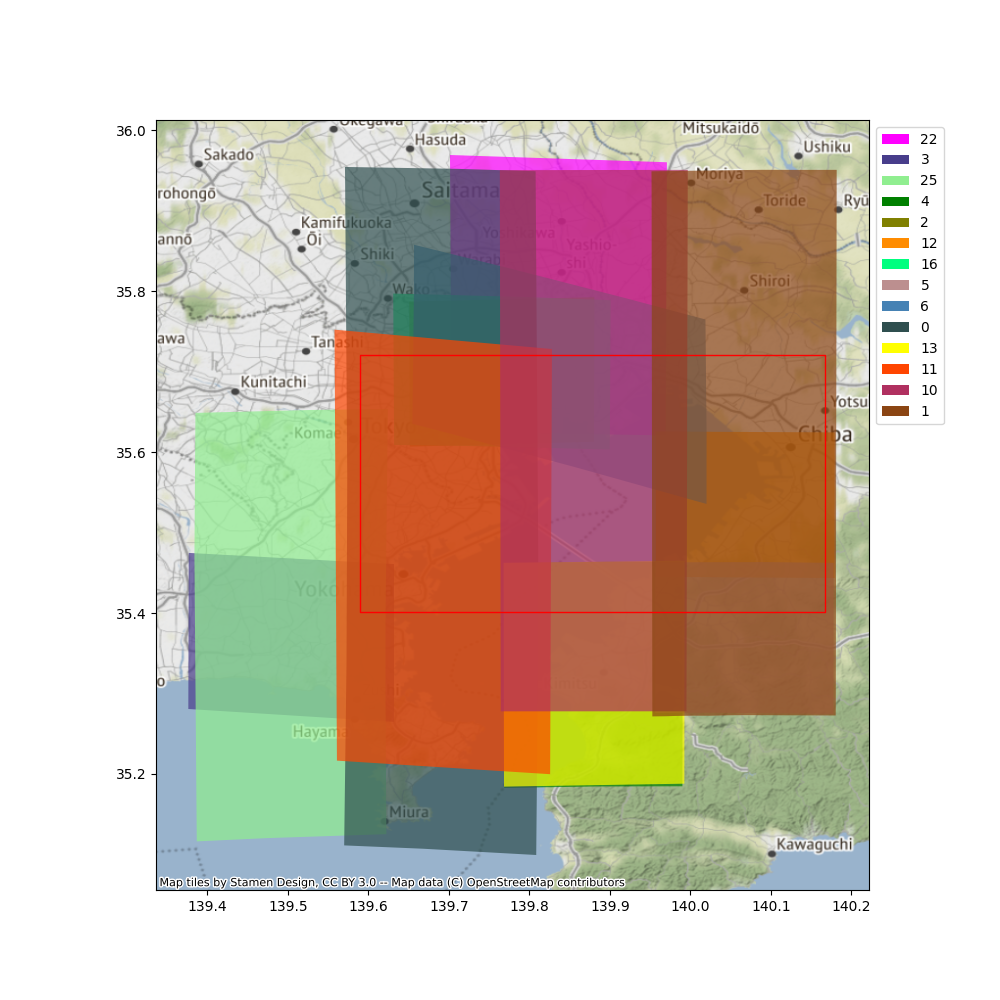 Hasuda
Mitsukaidō
Sakado
Ushiku
rohongō
Moriya
Saitama
Toride
Ryū
Kamifukuoka
annō
Ōi
Yashio-
shi
Shiki
Wako
Shiroi
awa
Tanashi
Kunitachi
Yotsu
Komae
Tokyo
Chiba
Hayama
Miura
Kawaguchi
Map tiles by Stamen Design, CC BY 3.0 -- Map data (C) OpenStreetMap contributors
36.0
35.8
35.6
35.4
35.2
139.4 139.5 139.6 139.7 139.8 139.9 140.0 140.1 140.2
22
3
25
4
2
12
16
5
6
0
13
11
10
1